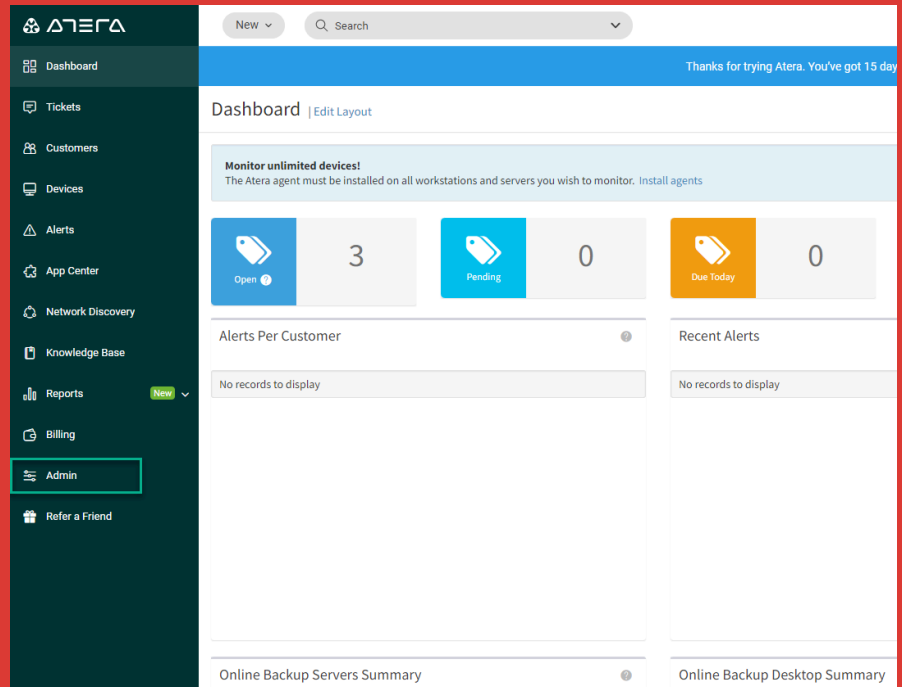 ATERA
New
Search
Dashboard
Thanks for trying Atera. You've got 15 day
Tickets
Dashboard | Edit Layout
Customers
Monitor unlimited devices!
The Atera agent must be installed on all workstations and servers you wish to monitor. Install agents
Devices
Alerts
App Center
Network Discovery
Knowledge Base
Reports New
Billing
Admin
Refer a Friend
Open ?
3
Pending
0
Due Today
0
Alerts Per Customer ?
Recent Alerts
No records to display
No records to display
Online Backup Servers Summary ?
Online Backup Desktop Summary